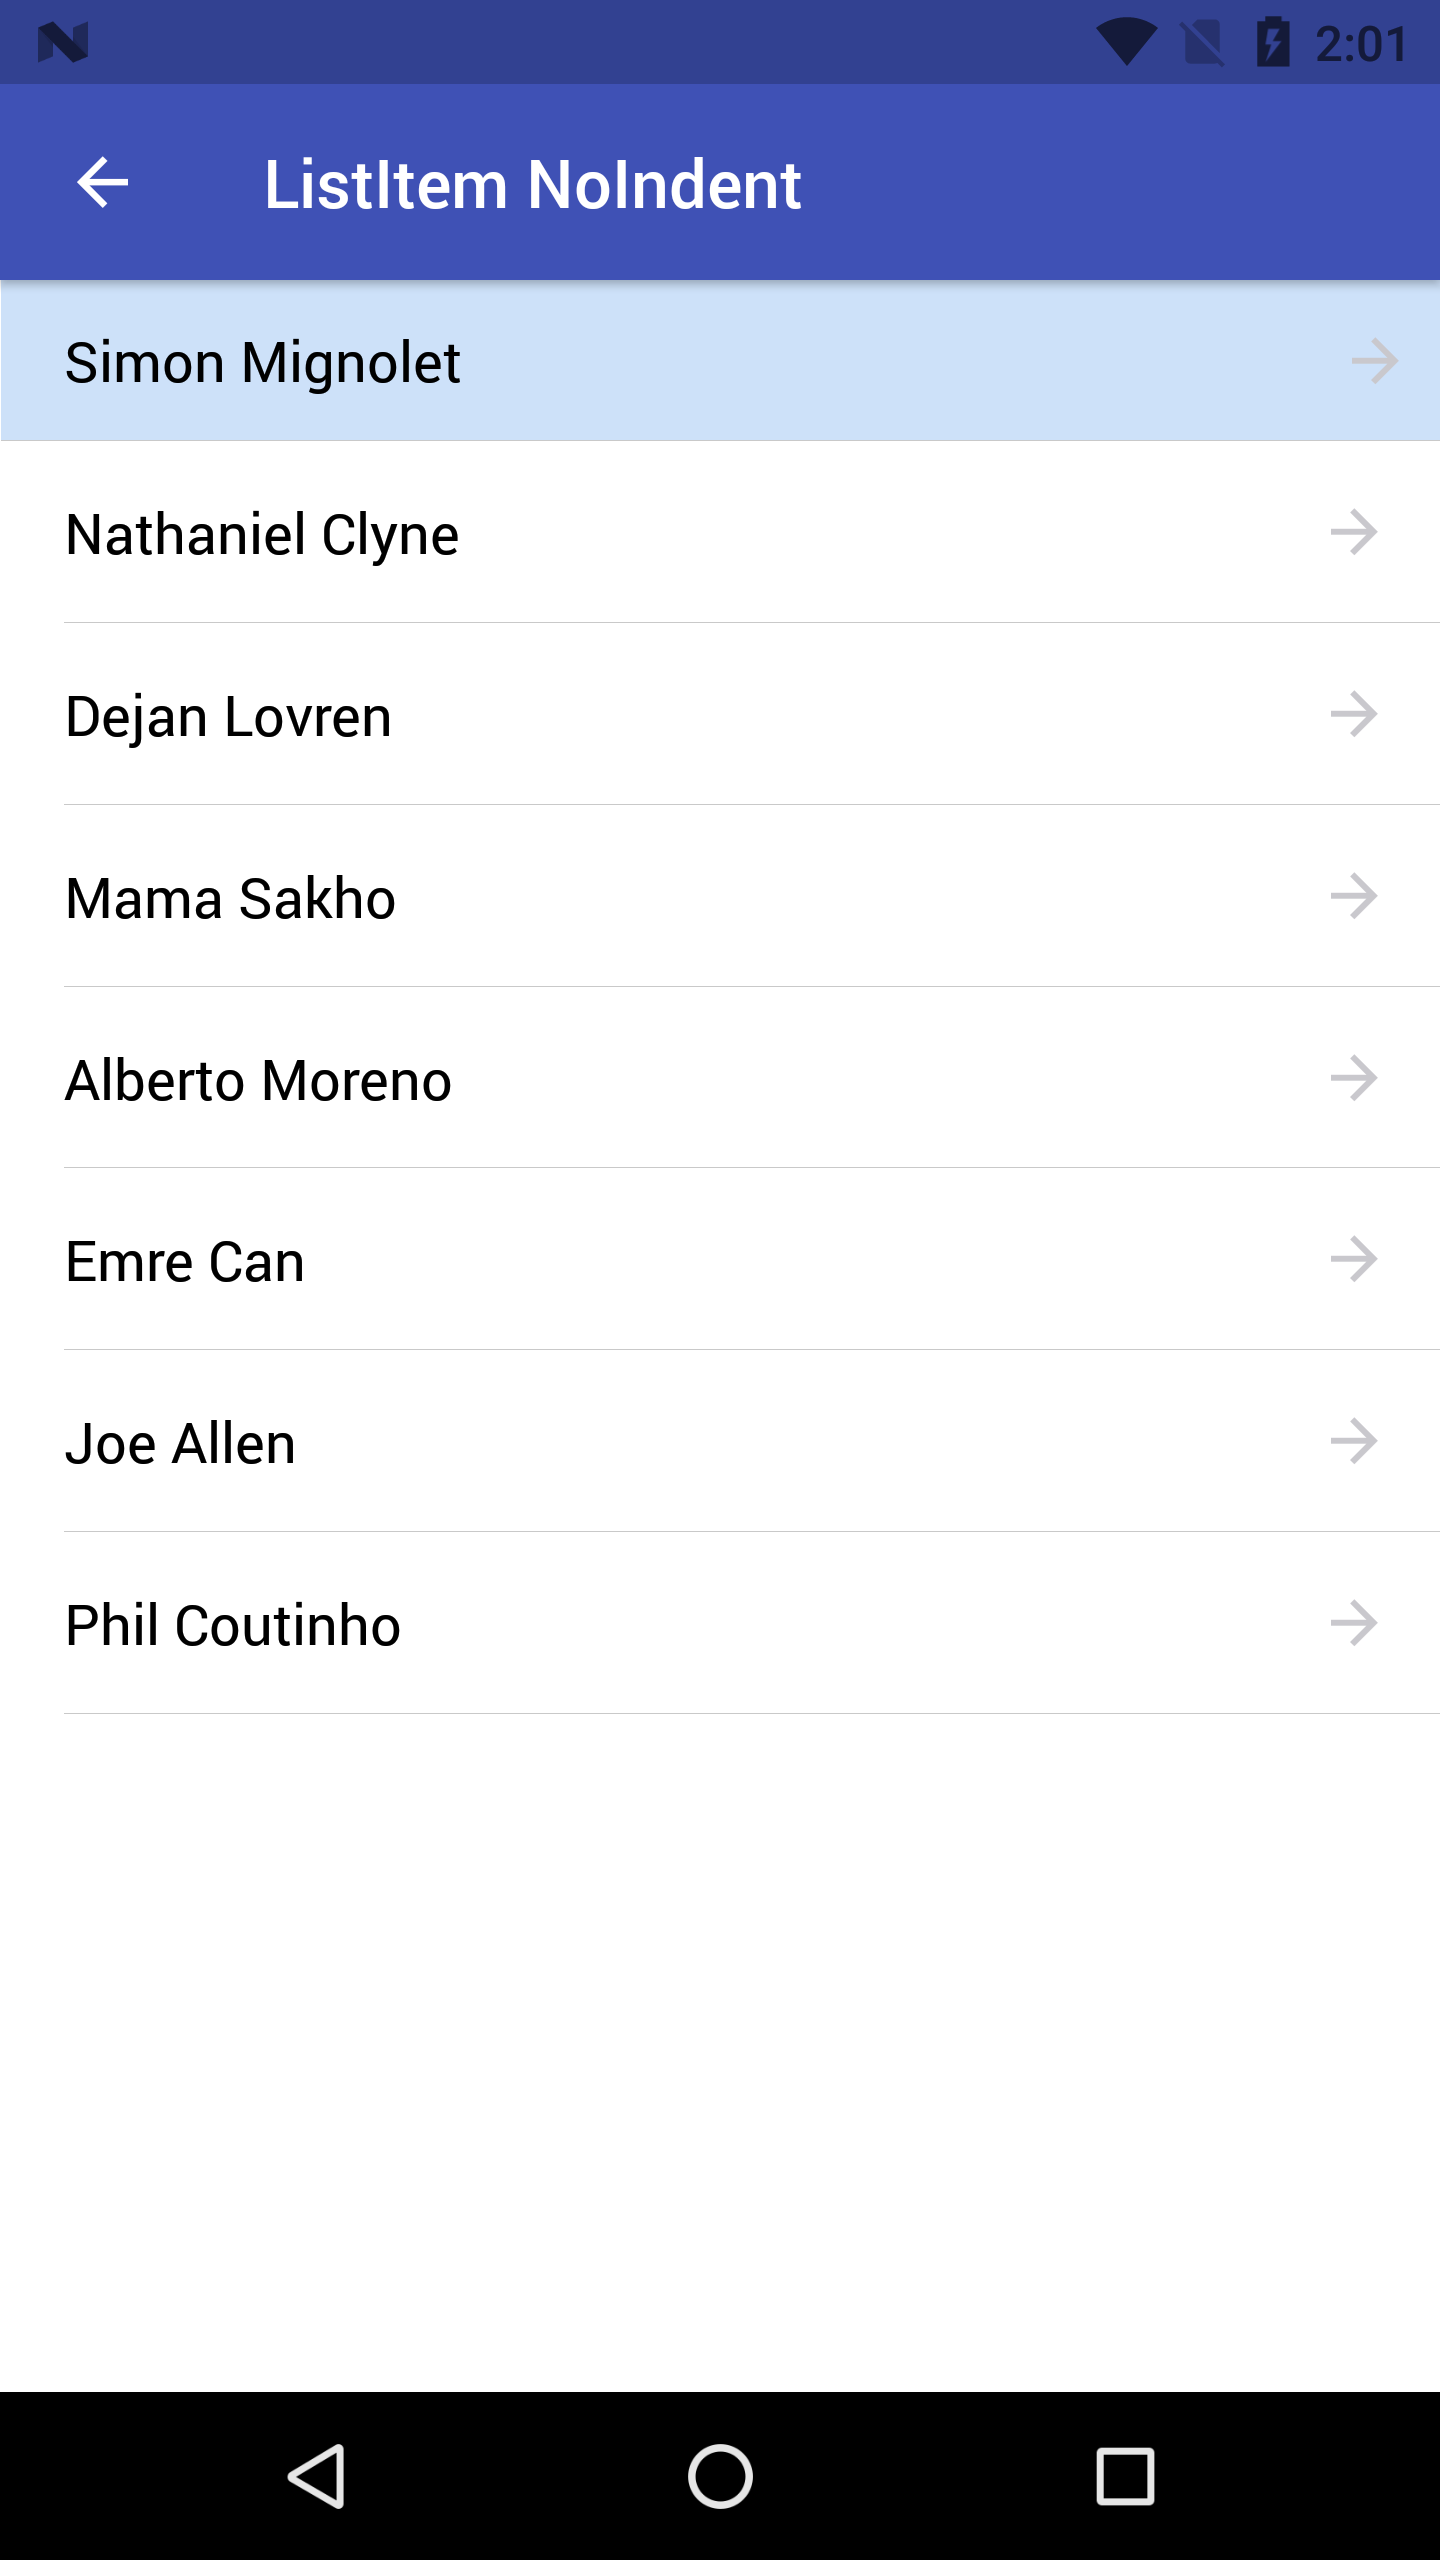 2:01
ListItem NoIndent
Simon Mignolet
Nathaniel Clyne
Dejan Lovren
Mama Sakho
Alberto Moreno
Emre Can
Joe Allen
Phil Coutinho